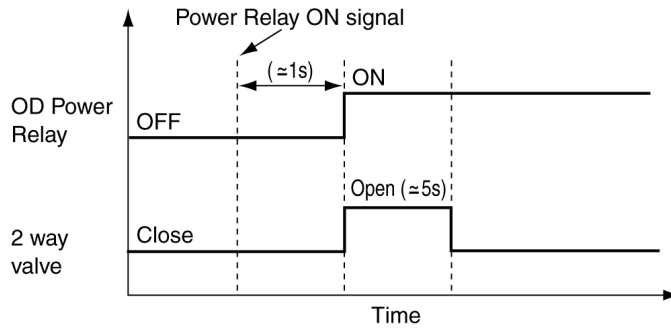 Power Relay ON signal
(≃1s)
ON
OD Power
Relay
OFF
Open (≃5s)
2 way
valve
Close
Time